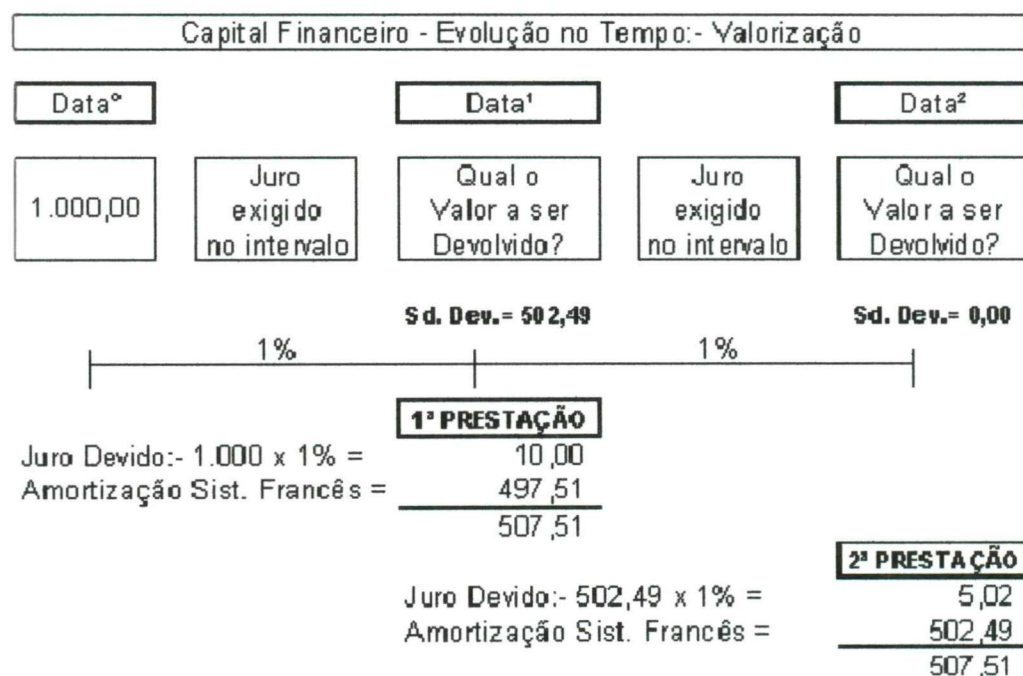 Capital Financeiro - Evolução no Tempo:- Valorização
Data° Data¹ Data²
1.000,00
Juro
exigido
no intervalo
Qual o
Valor a ser
Devolvido?
Juro
exigido
no intervalo
Qual o
Valor a ser
Devolvido?
Sd. Dev.= 502,49 Sd. Dev.= 0,00
1% 1%
1ª PRESTAÇÃO
Juro Devido:- 1.000 x 1% = 10,00
Amortização Sist. Francês = 497,51
507,51
2ª PRESTAÇÃO
Juro Devido:- 502,49 x 1% = 5,02
Amortização Sist. Francês = 502,49
507,51